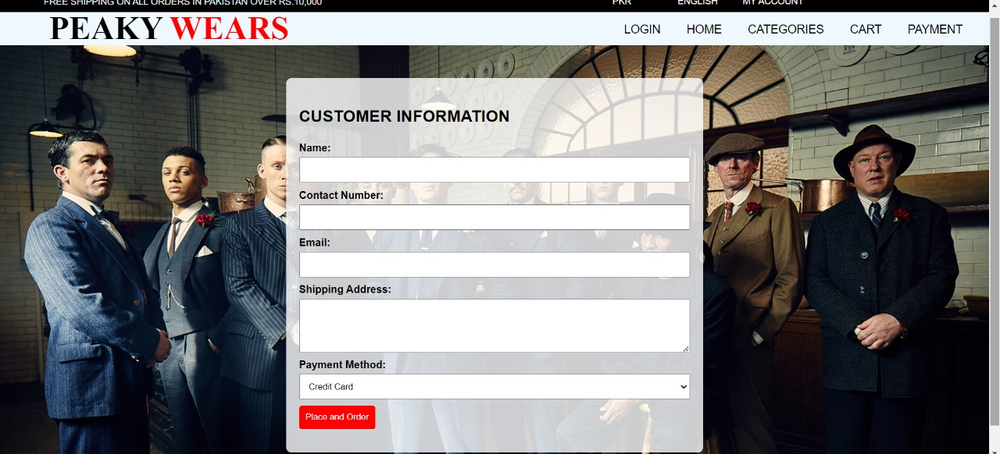 FREE SHIPPING ON ALL ORDERS IN PAKISTAN OVER RS.10,000 PKR ENGLISH MY ACCOUNT
PEAKY WEARS LOGIN HOME CATEGORIES CART PAYMENT
CUSTOMER INFORMATION
Name:
Contact Number:
Email:
Shipping Address:
Payment Method:
Credit Card
Place and Order